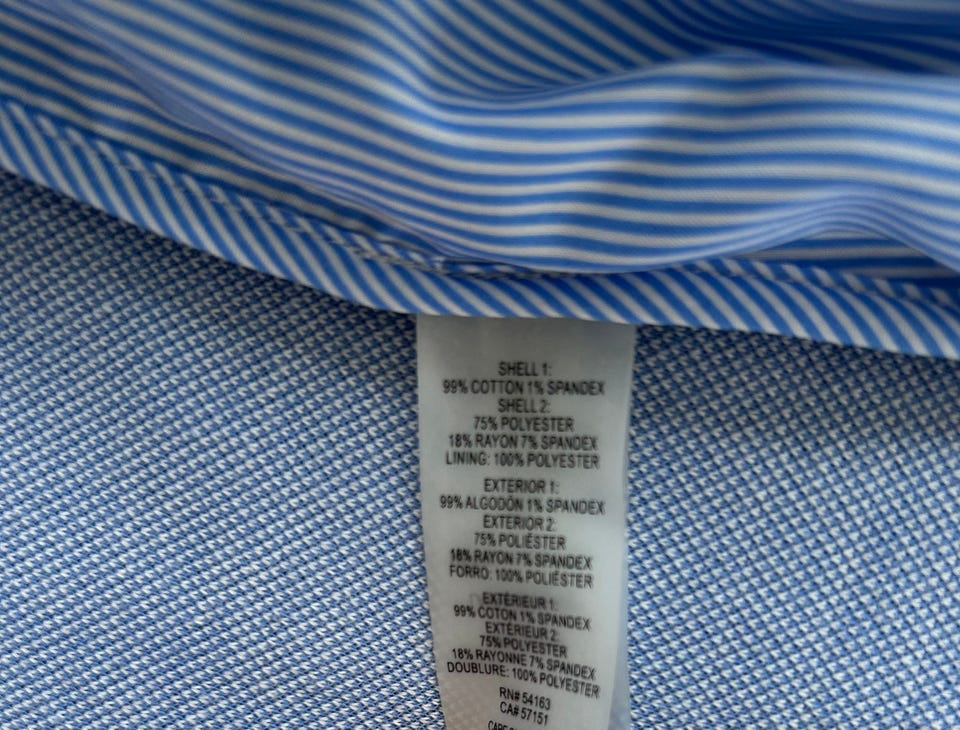 SHELL 1:
99% COTTON 1% SPANDEX
SHELL 2:
75% POLYESTER
18% RAYON 7% SPANDEX
LINING: 100% POLYESTER
EXTERIOR 1:
99% ALGODÓN 1% SPANDEX
EXTERIOR 2:
75% POLIÉSTER
18% RAYON 7% SPANDEX
FORRO: 100% POLIÉSTER
EXTÉRIEUR 1:
99% COTON 1% SPANDEX
EXTÉRIEUR 2:
75% POLYESTER
18% RAYONNE 7% SPANDEX
DOUBLURE: 100% POLYESTER
RN# 54163
CA# 57151